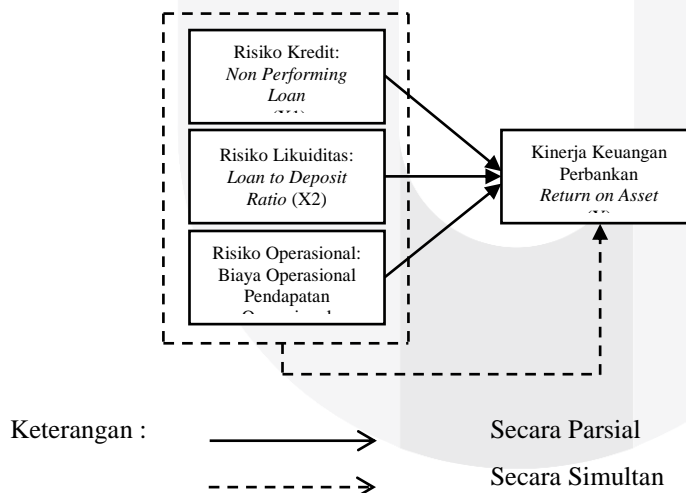 Risiko Kredit:
Non Performing
Loan
Risiko Likuiditas:
Loan to Deposit
Ratio (X2)
Risiko Operasional:
Biaya Operasional
Pendapatan
Kinerja Keuangan
Perbankan
Return on Asset
Keterangan :
Secara Parsial
Secara Simultan